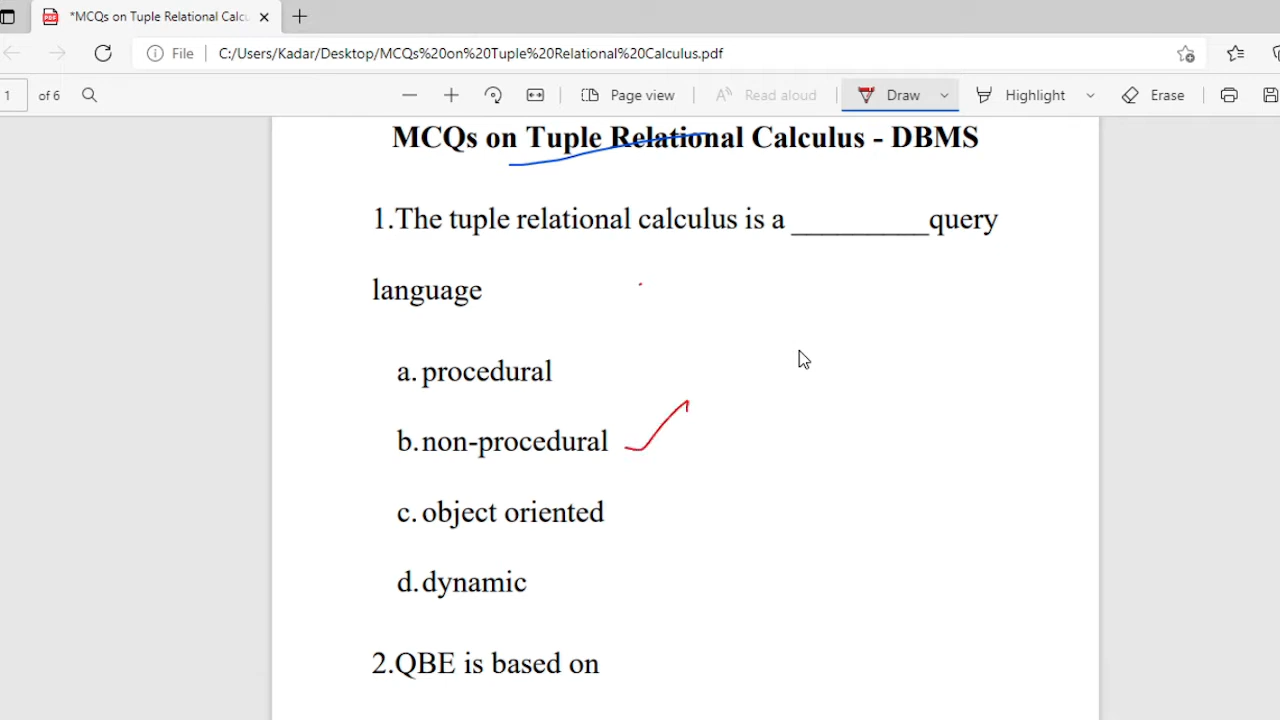 *MCQs on Tuple Relational Calcu
File C:/Users/Kadar/Desktop/MCQs%20on%20Tuple%20Relational%20Calculus.pdf
1 of 6 Page view Read aloud Draw Highlight Erase
MCQs on Tuple Relational Calculus - DBMS
1.The tuple relational calculus is a _________query
language
a. procedural
b.non-procedural
c. object oriented
d.dynamic
2.QBE is based on